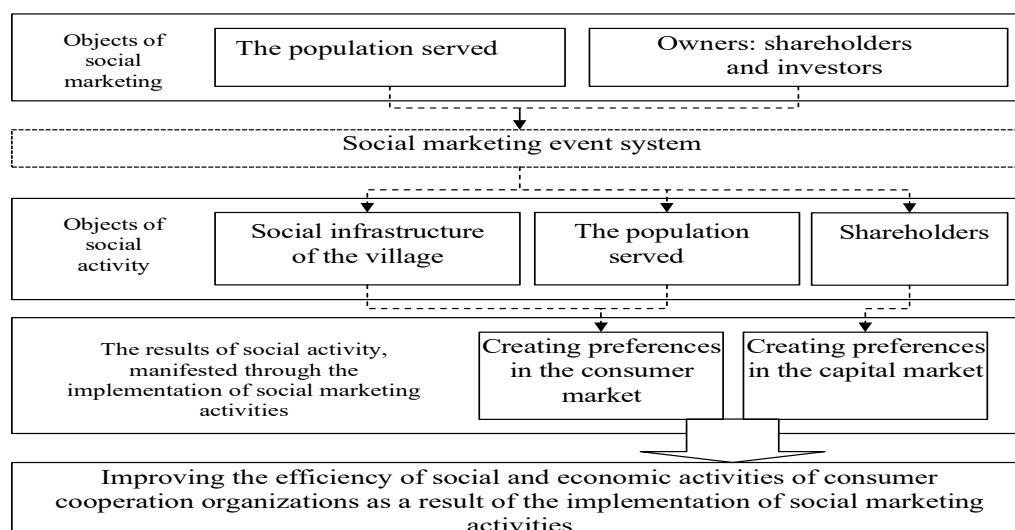 Objects of
social
marketing
The population served
Owners: shareholders
and investors
Social marketing event system
Objects of
social
activity
Social infrastructure
of the village
The population
served
Shareholders
The results of social activity,
manifested through the
implementation of social marketing
activities
Creating preferences
in the consumer
market
Creating preferences
in the capital market
Improving the efficiency of social and economic activities of consumer
cooperation organizations as a result of the implementation of social marketing
activities